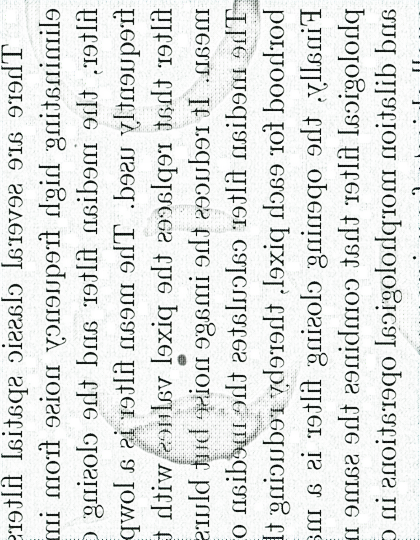 There are several classic spatial filters
eliminating high frequency noise from im
filter, the median filter and the closing o
frequently used. The mean filter is a lowp
filter that replaces the pixel values with t
mean. It reduces the image noise but blurs
The median filter calculates the median o
borhood for each pixel, thereby reducing t
Finally, the opening closing filter is a ma
phological filter that combines the same n
and dilation morphological operations in o